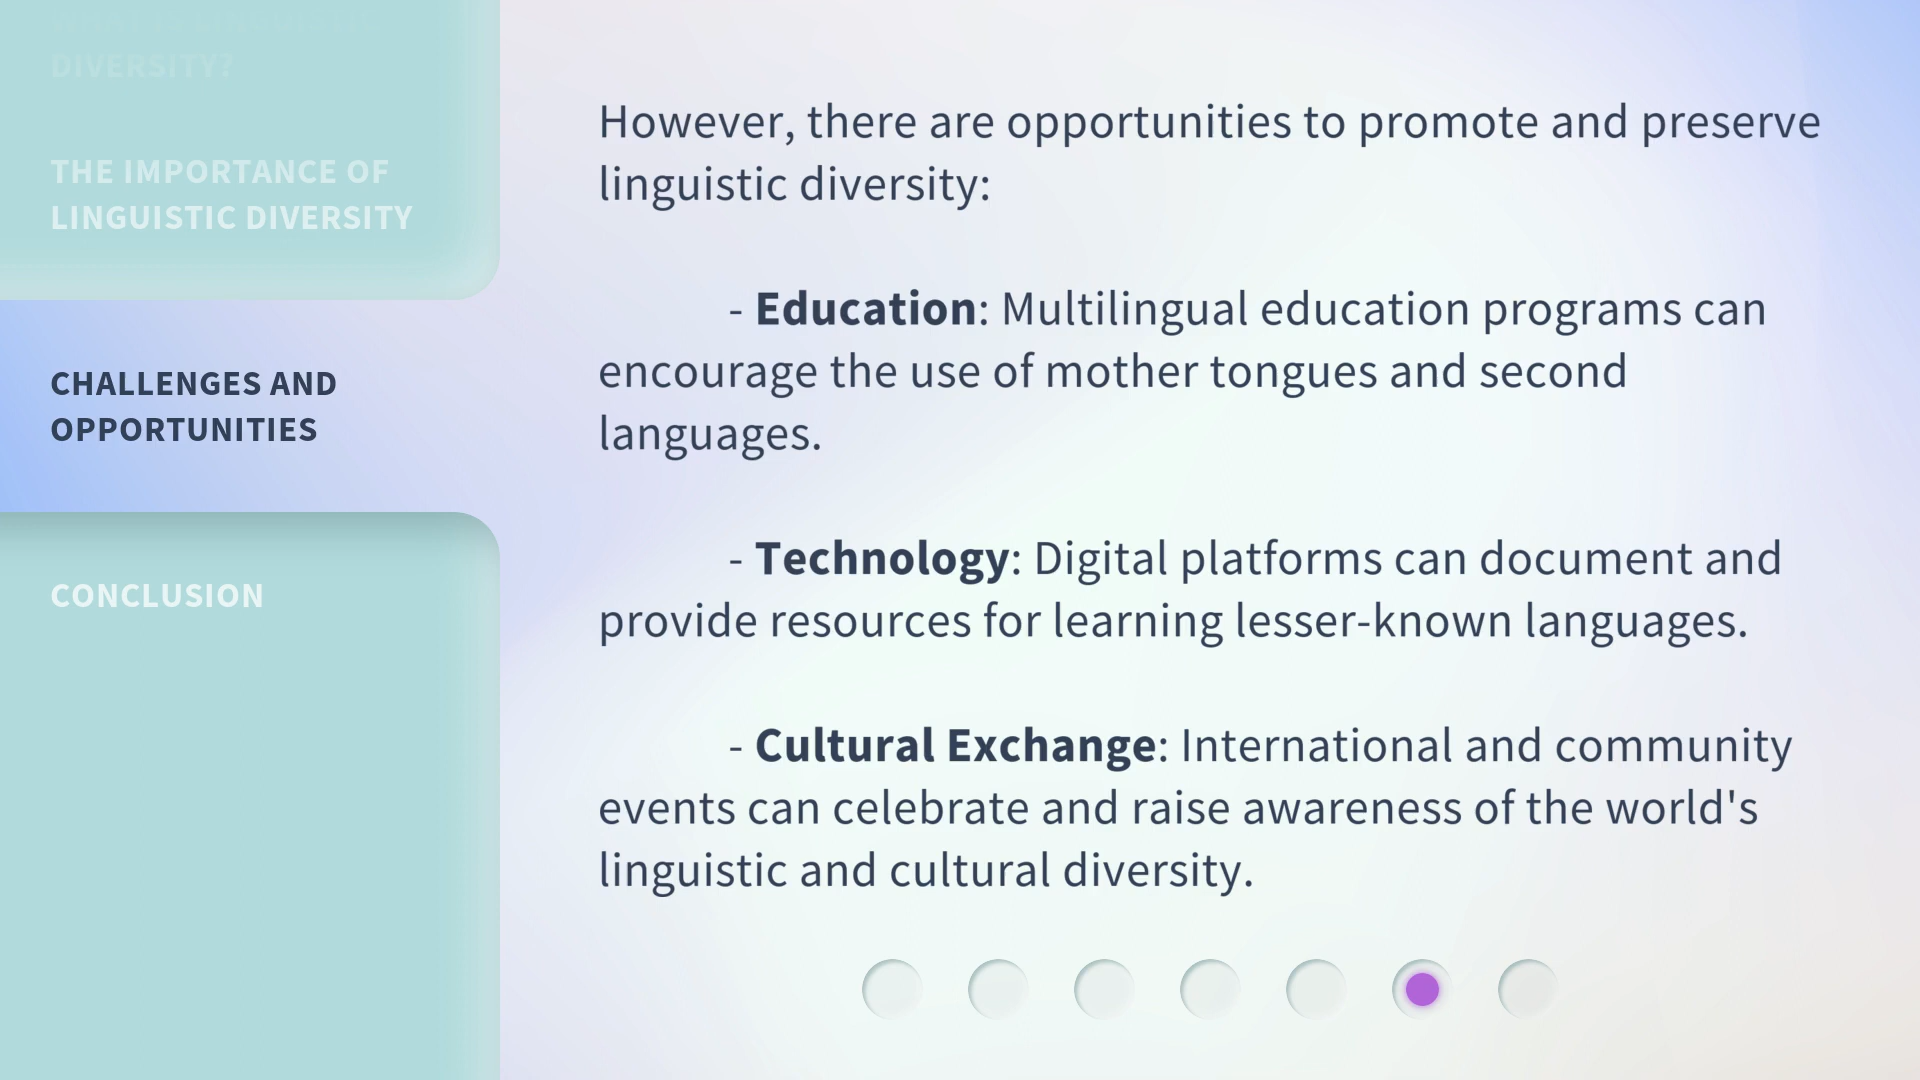 DIVERSITY?
THE IMPORTANCE OF
LINGUISTIC DIVERSITY
CHALLENGES AND
OPPORTUNITIES
CONCLUSION
However, there are opportunities to promote and preserve
linguistic diversity:
- Education: Multilingual education programs can
encourage the use of mother tongues and second
languages.
- Technology: Digital platforms can document and
provide resources for learning lesser-known languages.
- Cultural Exchange: International and community
events can celebrate and raise awareness of the world's
linguistic and cultural diversity.